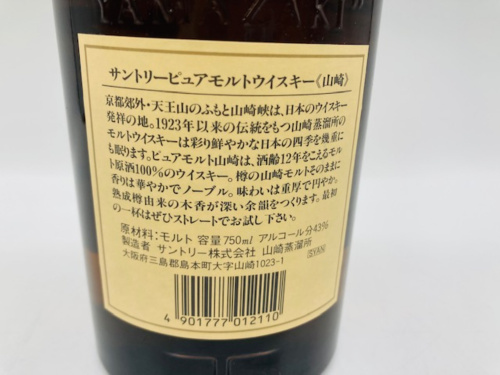 YAMAZAKI
サントリーピュアモルトウイスキー《山崎》
京都郊外・天王山のふもと山崎峡は、日本のウイスキー
発祥の地。1923年以来の伝統をもつ山崎蒸溜所の
モルトウイスキーは彩り鮮やかな日本の四季を幾重に
も眠ります。ピュアモルト山崎は、酒齢12年をこえるモル
ト原酒100%のウイスキー。樽の山崎モルトそのままに
香りは華やかでノーブル。味わいは重厚で円やか。
熟成樽由来の木香が深い余韻をつくります。最初
の一杯はぜひストレートでお試し下さい。
原材料:モルト 容量750ml アルコール分43%
製造者 サントリー株式会社 山崎蒸溜所
大阪府三島郡島本町大字山崎1023-1
4 901777 012110